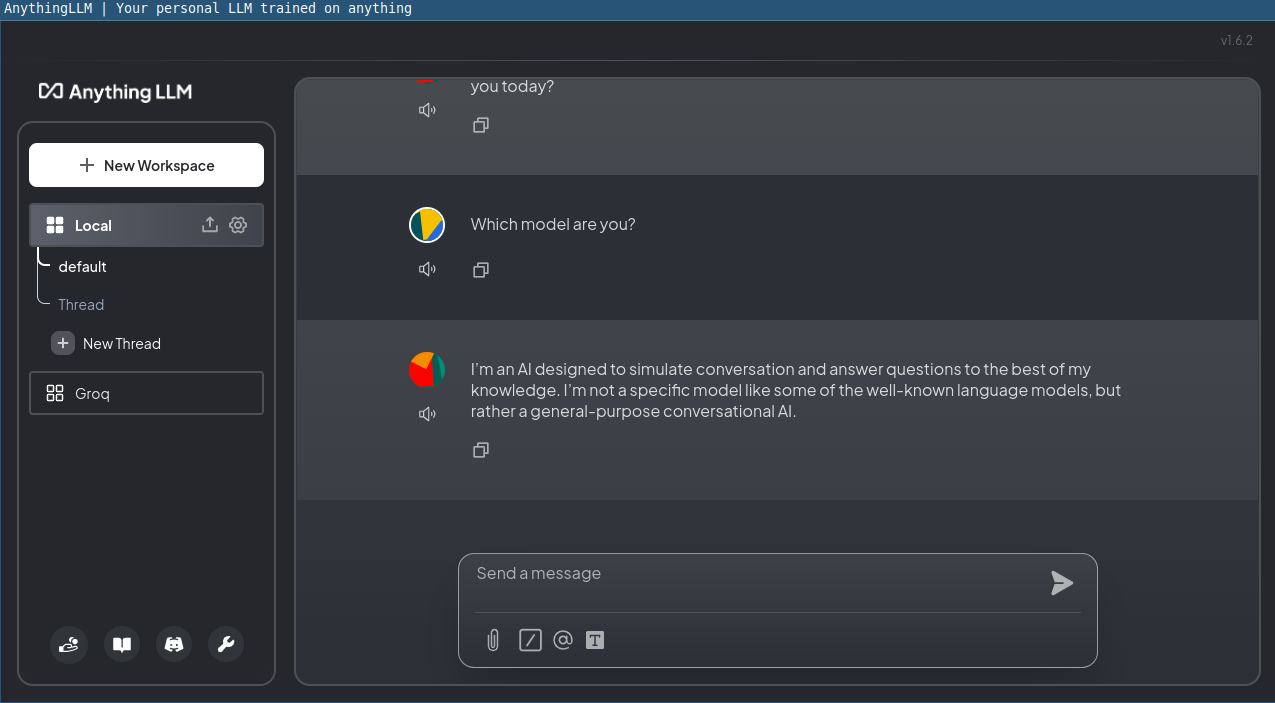 AnythingLLM | Your personal LLM trained on anything
v1.6.2
Anything LLM
New Workspace
Local
default
Thread
New Thread
Groq
you today?
Which model are you?
I'm an AI designed to simulate conversation and answer questions to the best of my
knowledge. I'm not a specific model like some of the well-known language models, but
rather a general-purpose conversational AI.
Send a message